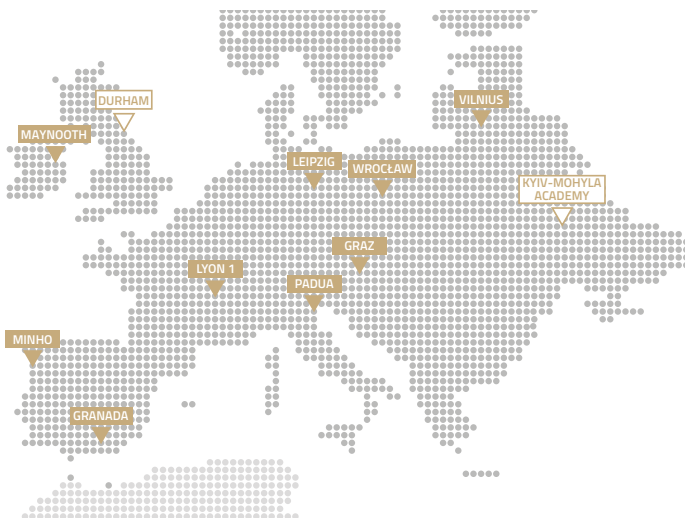 DURHAM
VILNIUS
MAYNOOTH
LEIPZIG
WROCŁAW
KYIV-MOHYLA
ACADEMY
GRAZ
LYON 1
PADUA
MINHO
GRANADA